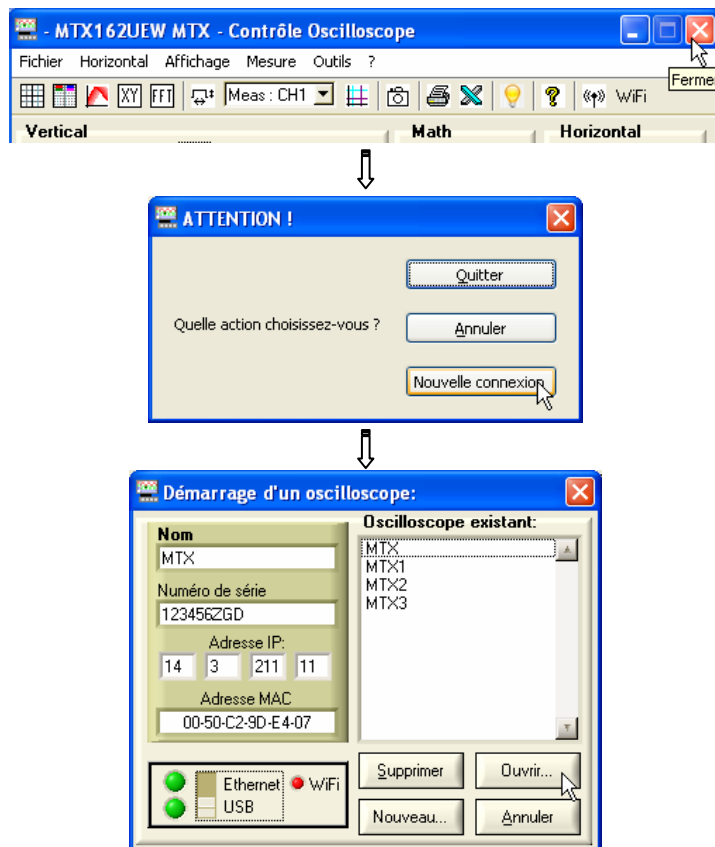 - MTX162UEW MTX - Contrôle Oscilloscope
Fichier Horizontal Affichage Mesure Outils ?
XY FFT Meas : CH1 WiFi
Ferme
Vertical Math Horizontal
ATTENTION !
Quitter
Quelle action choisissez-vous ?
Annuler
Nouvelle connexion
Démarrage d'un oscilloscope:
Nom
MTX
Numéro de série
123456ZGD
Adresse IP:
14 3 211 11
Adresse MAC
00-50-C2-9D-E4-07
Ethernet WiFi
USB
Oscilloscope existant:
MTX
MTX1
MTX2
MTX3
Supprimer Ouvrir...
Nouveau... Annuler